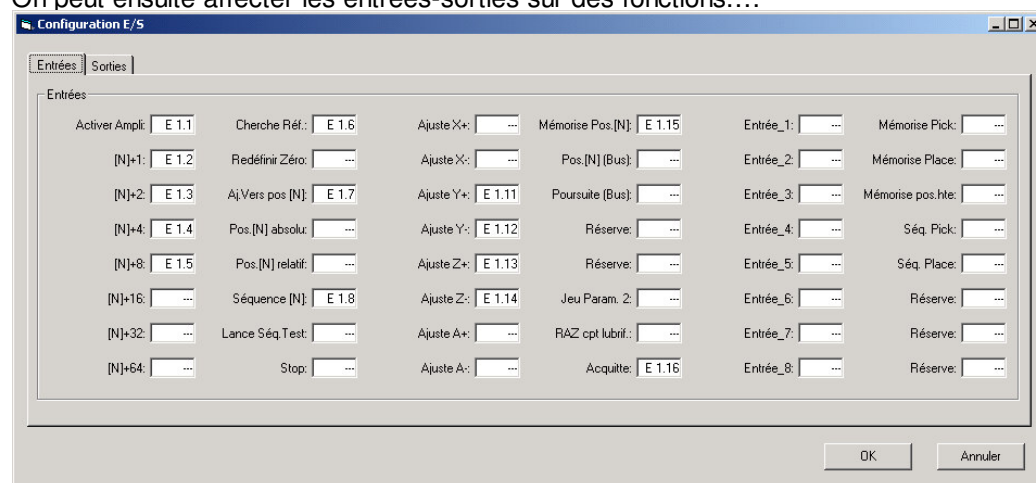 On peut ensuite affecter les entrées-sorties sur des fonctions….
Configuration E/S
Entrées Sorties
Entrées
Activer Ampli: E 1.1 Cherche Réf.: E 1.6 Ajuste X+: --- Mémorise Pos.[N]: E 1.15 Entrée_1: --- Mémorise Pick: ---
[N]+1: E 1.2 Redéfinir Zéro: --- Ajuste X-: --- Pos.[N] (Bus): --- Entrée_2: --- Mémorise Place: ---
[N]+2: E 1.3 Aj.Vers pos [N]: E 1.7 Ajuste Y+: E 1.11 Poursuite (Bus): --- Entrée_3: --- Mémorise pos.hte: ---
[N]+4: E 1.4 Pos.[N] absolu: --- Ajuste Y-: E 1.12 Réserve: --- Entrée_4: --- Séq. Pick: ---
[N]+8: E 1.5 Pos.[N] relatif: --- Ajuste Z+: E 1.13 Réserve: --- Entrée_5: --- Séq. Place: ---
[N]+16: --- Séquence [N]: E 1.8 Ajuste Z-: E 1.14 Jeu Param. 2: --- Entrée_6: --- Réserve: ---
[N]+32: --- Lance Séq.Test: --- Ajuste A+: --- RAZ cpt lubrif.: --- Entrée_7: --- Réserve: ---
[N]+64: --- Stop: --- Ajuste A-: --- Acquitte: E 1.16 Entrée_8: --- Réserve: ---
OK Annuler